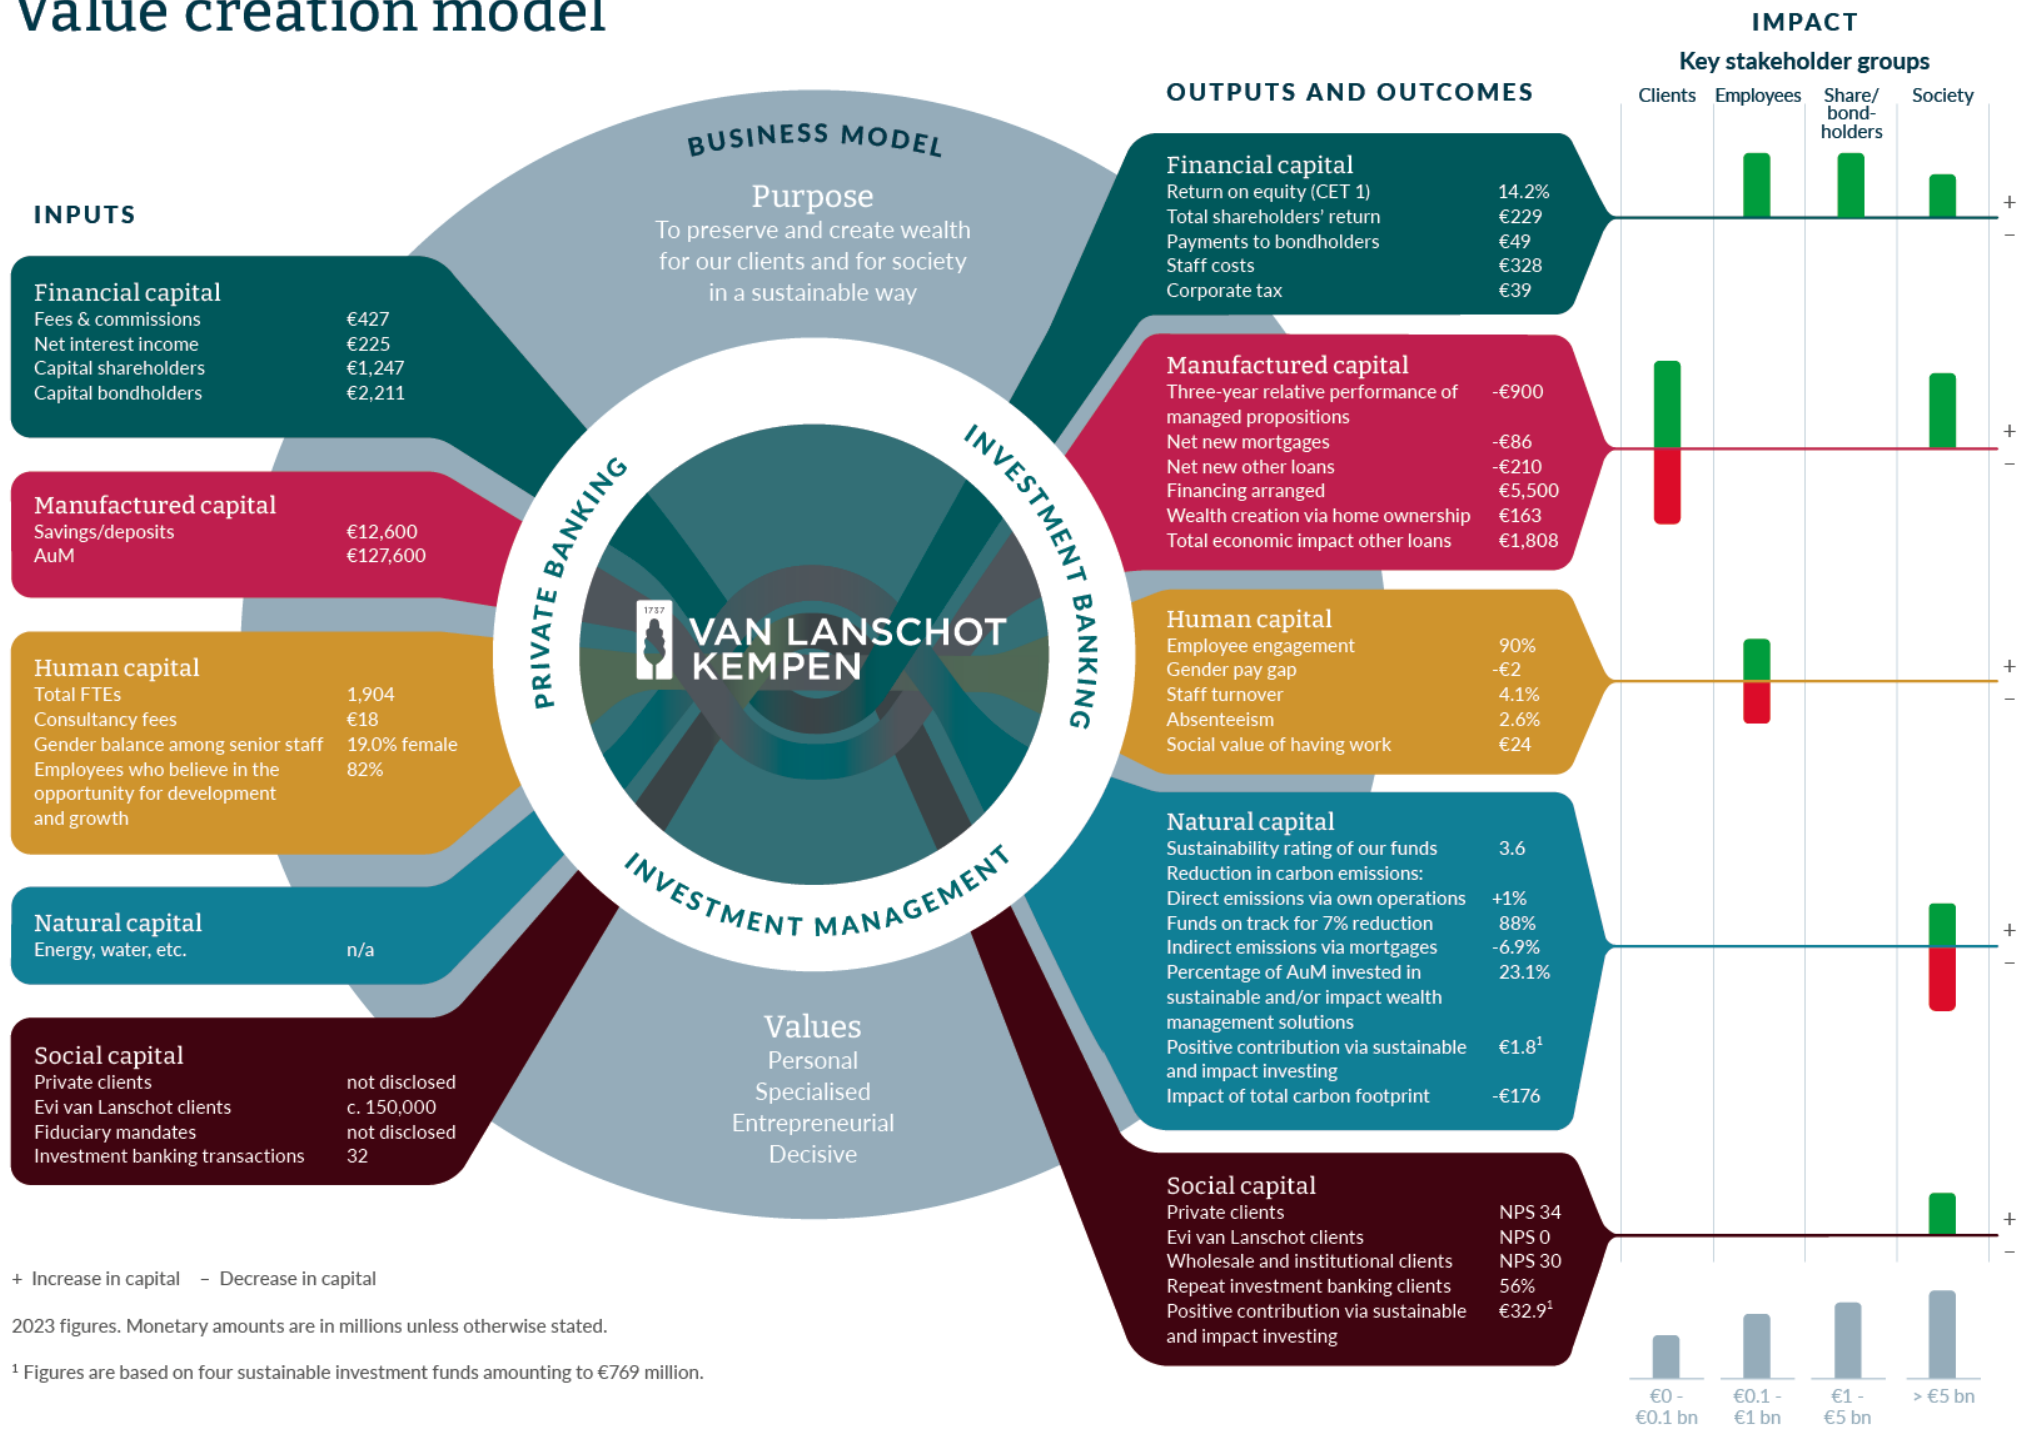 Value creation model
INPUTS
Financial capital
Fees & commissions €427
Net interest income €225
Capital shareholders €1,247
Capital bondholders €2,211
Manufactured capital
Savings/deposits €12,600
AuM €127,600
Human capital
Total FTEs 1,904
Consultancy fees €18
Gender balance among senior staff 19.0% female
Employees who believe in the 82%
opportunity for development
and growth
Natural capital
Energy, water, etc. n/a
Social capital
Private clients not disclosed
Evi van Lanschot clients c. 150,000
Fiduciary mandates not disclosed
Investment banking transactions 32
+ Increase in capital – Decrease in capital
2023 figures. Monetary amounts are in millions unless otherwise stated.
¹ Figures are based on four sustainable investment funds amounting to €769 million.
BUSINESS MODEL
Purpose
To preserve and create wealth
for our clients and for society
in a sustainable way
PRIVATE BANKING
INVESTMENT BANKING
INVESTMENT MANAGEMENT
1737
VAN LANSCHOT
KEMPEN
Values
Personal
Specialised
Entrepreneurial
Decisive
OUTPUTS AND OUTCOMES
Financial capital
Return on equity (CET 1) 14.2%
Total shareholders’ return €229
Payments to bondholders €49
Staff costs €328
Corporate tax €39
Manufactured capital
Three-year relative performance of -€900
managed propositions
Net new mortgages -€86
Net new other loans -€210
Financing arranged €5,500
Wealth creation via home ownership €163
Total economic impact other loans €1,808
Human capital
Employee engagement 90%
Gender pay gap -€2
Staff turnover 4.1%
Absenteeism 2.6%
Social value of having work €24
Natural capital
Sustainability rating of our funds 3.6
Reduction in carbon emissions:
Direct emissions via own operations +1%
Funds on track for 7% reduction 88%
Indirect emissions via mortgages -6.9%
Percentage of AuM invested in 23.1%
sustainable and/or impact wealth
management solutions
Positive contribution via sustainable €1.8¹
and impact investing
Impact of total carbon footprint -€176
Social capital
Private clients NPS 34
Evi van Lanschot clients NPS 0
Wholesale and institutional clients NPS 30
Repeat investment banking clients 56%
Positive contribution via sustainable €32.9¹
and impact investing
IMPACT
Key stakeholder groups
Clients Employees Share/ Society
bond-
holders
+
–
+
–
+
–
+
–
+
–
€0 - €0.1 - €1 - > €5 bn
€0.1 bn €1 bn €5 bn